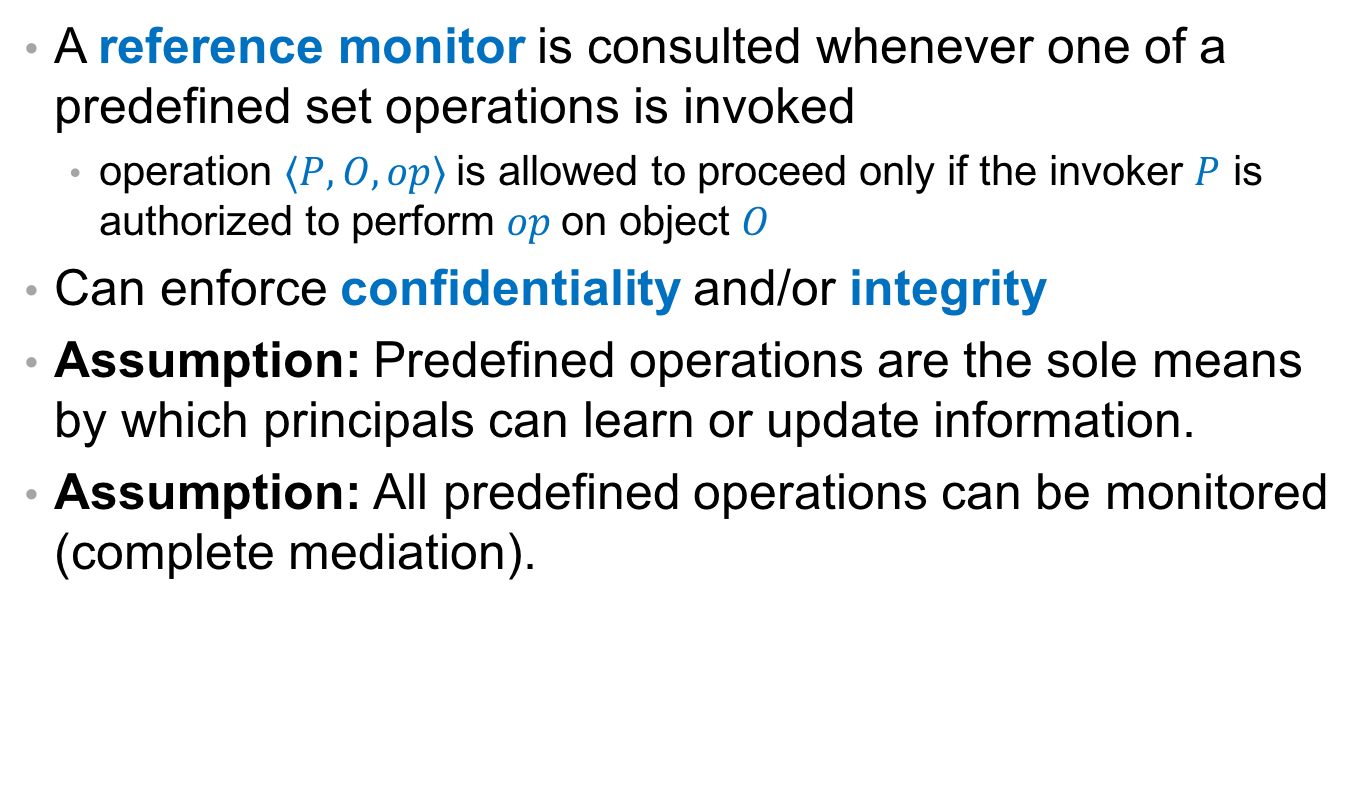 • A reference monitor is consulted whenever one of a
predefined set operations is invoked
• operation ⟨P, O, op⟩ is allowed to proceed only if the invoker P is
authorized to perform op on object O
• Can enforce confidentiality and/or integrity
• Assumption: Predefined operations are the sole means
by which principals can learn or update information.
• Assumption: All predefined operations can be monitored
(complete mediation).